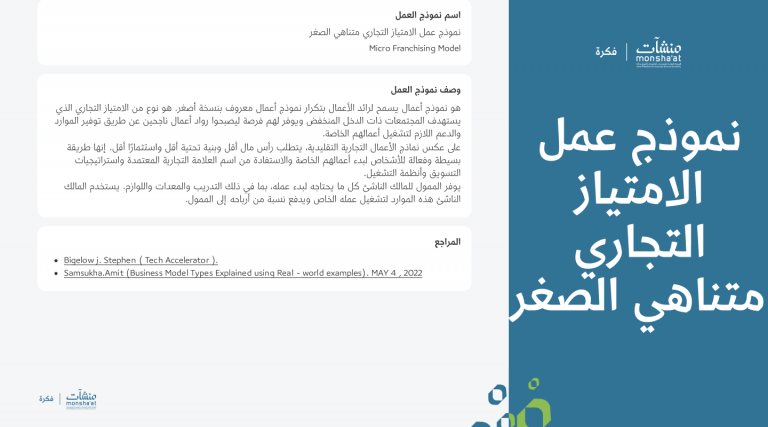 منشآت
monsha'at
فكرة
نموذج عمل
الامتياز
التجاري
متناهي الصغر
اسم نموذج العمل
نموذج عمل الامتياز التجاري متناهي الصغر
Micro Franchising Model
وصف نموذج العمل
هو نموذج أعمال يسمح لرائد الأعمال بتكرار نموذج أعمال معروف بنسخة أصغر. هو نوع من الامتياز التجاري الذي
يستهدف المجتمعات ذات الدخل المنخفض ويوفر لهم فرصة ليصبحوا رواد أعمال ناجحين عن طريق توفير الموارد
والدعم اللازم لتشغيل أعمالهم الخاصة.
على عكس نماذج الأعمال التجارية التقليدية، يتطلب رأس مال أقل وبنية تحتية أقل واستثمارًا أقل. إنها طريقة
بسيطة وفعالة للأشخاص لبدء أعمالهم الخاصة والاستفادة من اسم العلامة التجارية المعتمدة واستراتيجيات
التسويق وأنظمة التشغيل.
يوفر الممول للمالك الناشئ كل ما يحتاجه لبدء عمله، بما في ذلك التدريب والمعدات واللوازم. يستخدم المالك
الناشئ هذه الموارد لتشغيل عمله الخاص ويدفع نسبة من أرباحه إلى الممول.
المراجع
Bigelow j. Stephen ( Tech Accelerator ).
Samsukha.Amit (Business Model Types Explained using Real – world examples). MAY 4 , 2022
منشآت
monsha'at
فكرة